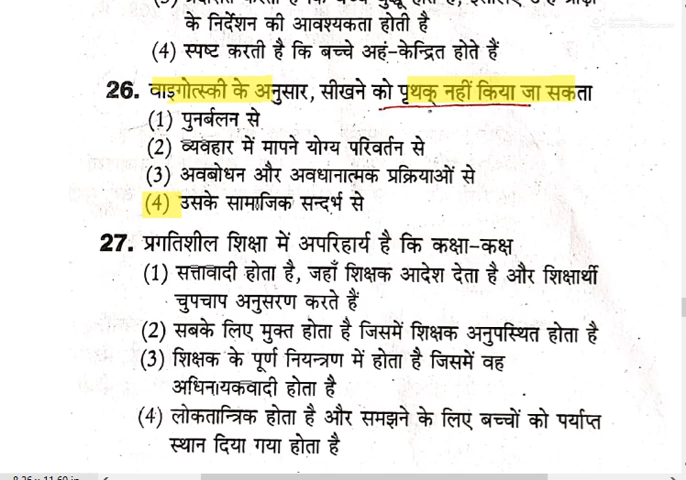 के निर्देशन की आवश्यकता होती है
(4) स्पष्ट करती है कि बच्चे अहं-केन्द्रित होते हैं
26. वाइगोत्स्की के अनुसार, सीखने को पृथक् नहीं किया जा सकता
(1) पुनर्बलन से
(2) व्यवहार में मापने योग्य परिवर्तन से
(3) अवबोधन और अवधानात्मक प्रक्रियाओं से
(4) उसके सामाजिक सन्दर्भ से
27. प्रगतिशील शिक्षा में अपरिहार्य है कि कक्षा-कक्ष
(1) सत्तावादी होता है, जहाँ शिक्षक आदेश देता है और शिक्षार्थी
चुपचाप अनुसरण करते हैं
(2) सबके लिए मुक्त होता है जिसमें शिक्षक अनुपस्थित होता है
(3) शिक्षक के पूर्ण नियन्त्रण में होता है जिसमें वह
अधिनायकवादी होता है
(4) लोकतान्त्रिक होता है और समझने के लिए बच्चों को पर्याप्त
स्थान दिया गया होता है